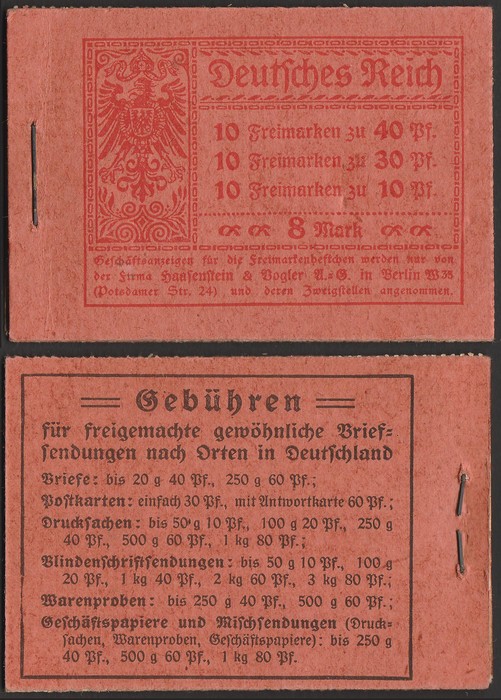 Deutsches Reich
10 Freimarken zu 40 Pf.
10 Freimarken zu 30 Pf.
10 Freimarken zu 10 Pf.
8 Mark
Geschäftsanzeigen für die Freimarkenheftchen werden nur von
der Firma Haasenstein & Vogler A.=G. in Berlin W35
(Potsdamer Str. 24) und deren Zweigstellen angenommen.
Gebühren
für freigemachte gewöhnliche Brief=
sendungen nach Orten in Deutschland
Briefe: bis 20 g 40 Pf., 250 g 60 Pf.;
Postkarten: einfach 30 Pf., mit Antwortkarte 60 Pf.;
Drucksachen: bis 50 g 10 Pf., 100 g 20 Pf., 250 g
40 Pf., 500 g 60 Pf., 1 kg 80 Pf.;
Blindenschriftsendungen: bis 50 g 10 Pf., 100 g
20 Pf., 1 kg 40 Pf., 2 kg 60 Pf., 3 kg 80 Pf.;
Warenproben: bis 250 g 40 Pf., 500 g 60 Pf.;
Geschäftspapiere und Mischsendungen (Druck=
sachen, Warenproben, Geschäftspapiere): bis 250 g
40 Pf., 500 g 60 Pf., 1 kg 80 Pf.